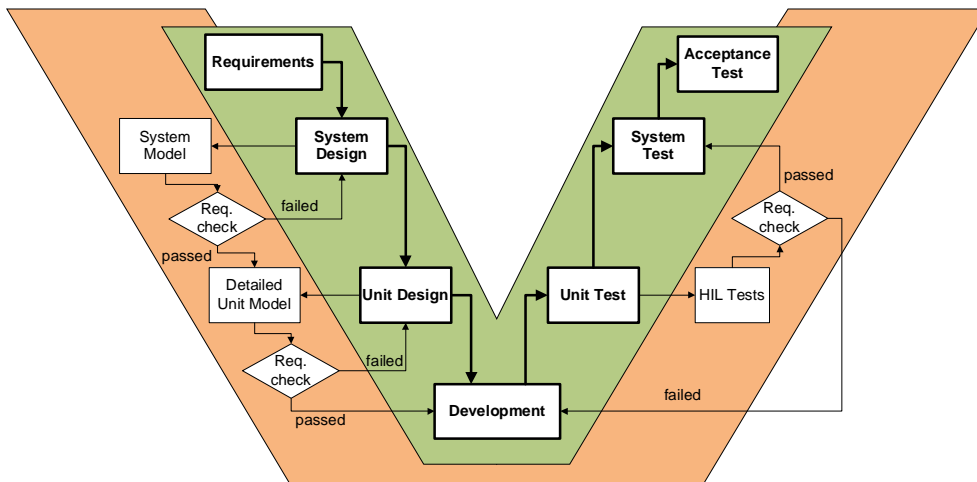 Requirements
Acceptance
Test
System
Model
System
Design
System
Test
passed
Req.
check
failed
Req.
check
passed
Detailed
Unit Model
Unit Design
Unit Test
HIL Tests
Req.
check
failed
failed
passed
Development